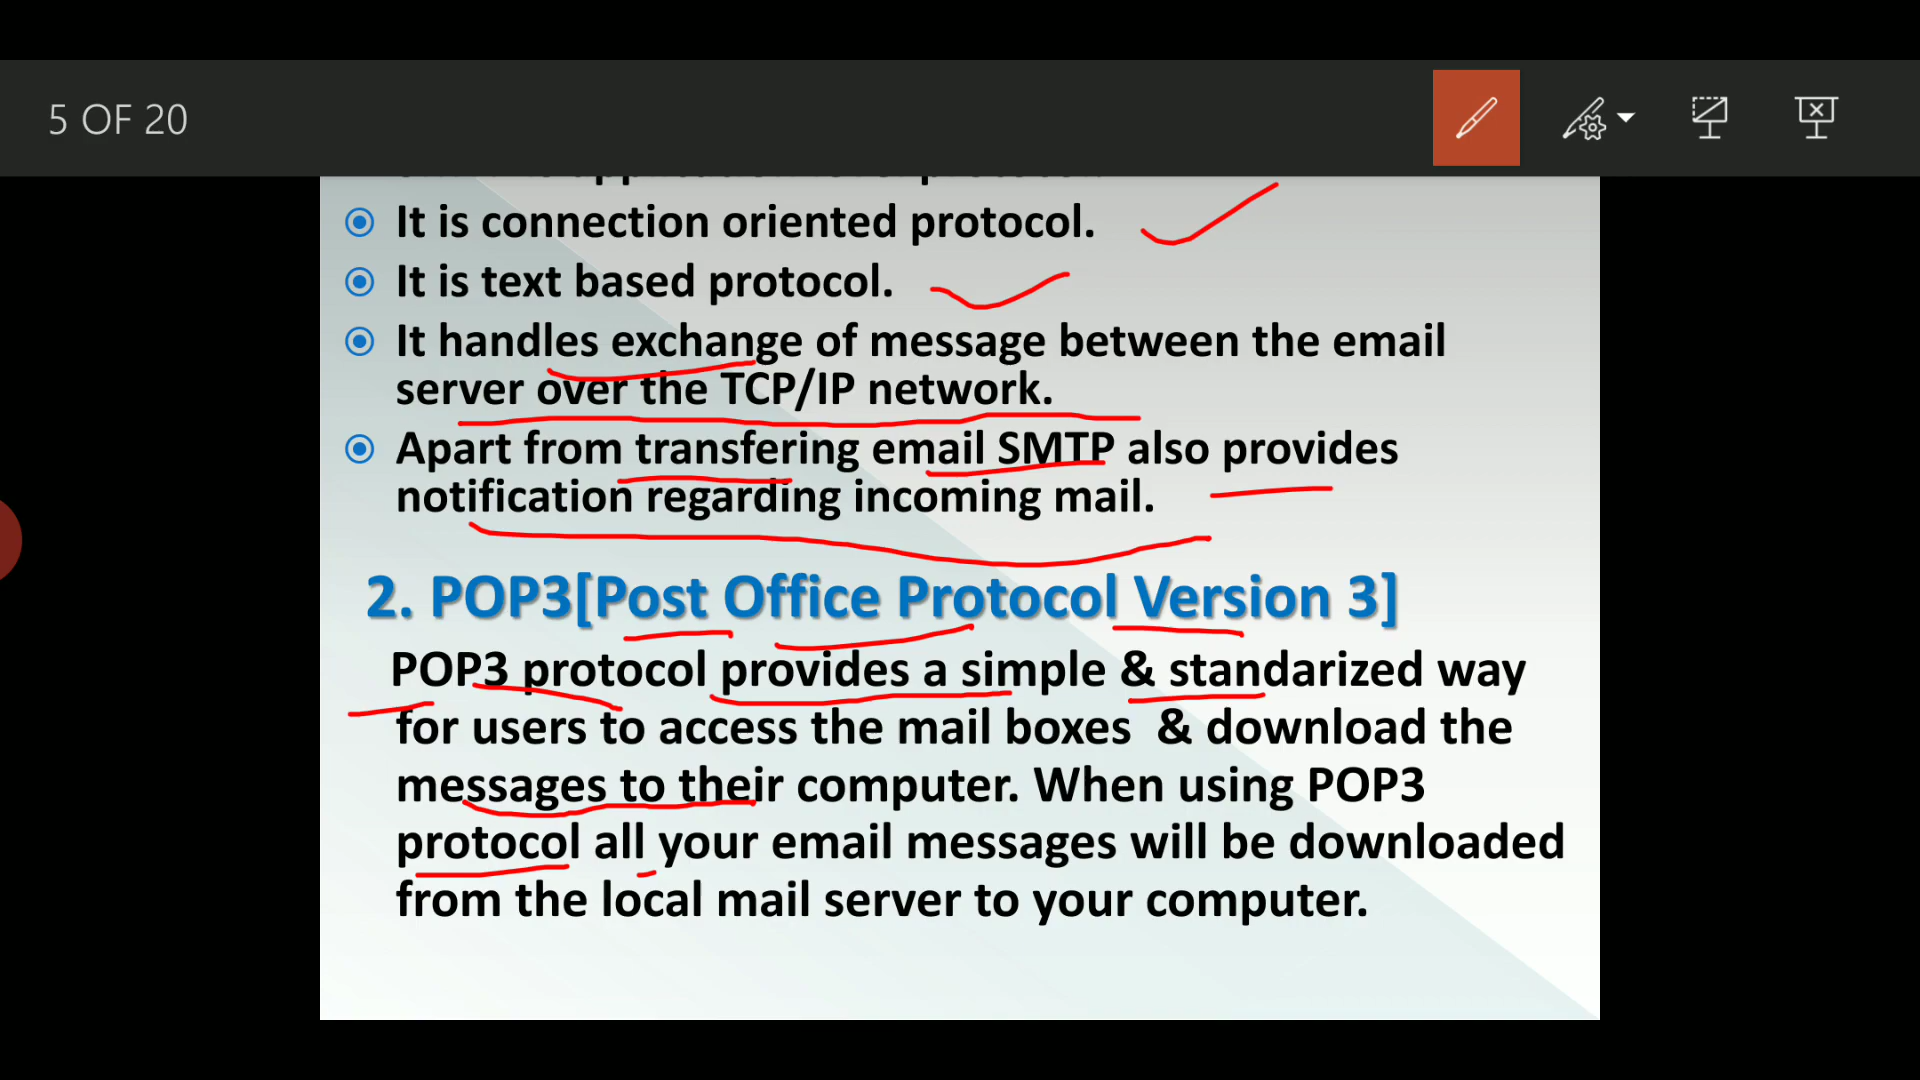 5 OF 20
It is connection oriented protocol.
It is text based protocol.
It handles exchange of message between the email
server over the TCP/IP network.
Apart from transfering email SMTP also provides
notification regarding incoming mail.
2. POP3[Post Office Protocol Version 3]
POP3 protocol provides a simple & standarized way
for users to access the mail boxes & download the
messages to their computer. When using POP3
protocol all your email messages will be downloaded
from the local mail server to your computer.